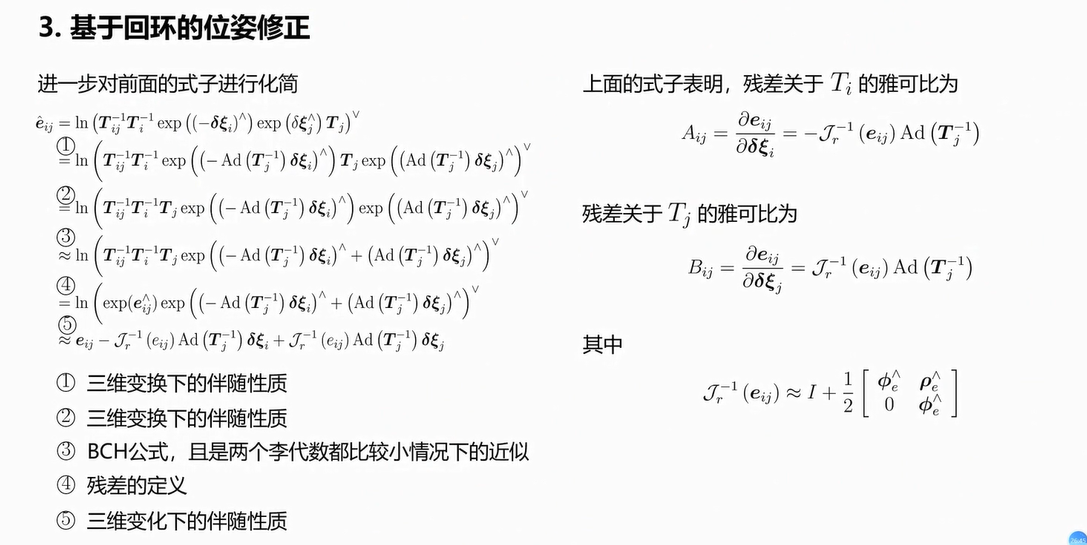 3. 基于回环的位姿修正
进一步对前面的式子进行化简
$\hat{e}_{ij} = \ln\left(T_{ij}^{-1} T_i^{-1} \exp\left((-\delta\xi_i)^\wedge\right) \exp\left(\delta\xi_j^\wedge\right) T_j\right)^\vee$
① $= \ln\left(T_{ij}^{-1} T_i^{-1} \exp\left(\left(-\mathrm{Ad}\left(T_j^{-1}\right)\delta\xi_i\right)^\wedge\right) T_j \exp\left(\left(\mathrm{Ad}\left(T_j^{-1}\right)\delta\xi_j\right)^\wedge\right)\right)^\vee$
② $= \ln\left(T_{ij}^{-1} T_i^{-1} T_j \exp\left(\left(-\mathrm{Ad}\left(T_j^{-1}\right)\delta\xi_i\right)^\wedge\right) \exp\left(\left(\mathrm{Ad}\left(T_j^{-1}\right)\delta\xi_j\right)^\wedge\right)\right)^\vee$
③ $\approx \ln\left(T_{ij}^{-1} T_i^{-1} T_j \exp\left(\left(-\mathrm{Ad}\left(T_j^{-1}\right)\delta\xi_i\right)^\wedge + \left(\mathrm{Ad}\left(T_j^{-1}\right)\delta\xi_j\right)^\wedge\right)\right)^\vee$
④ $= \ln\left(\exp(e_{ij}^\wedge) \exp\left(\left(-\mathrm{Ad}\left(T_j^{-1}\right)\delta\xi_i\right)^\wedge + \left(\mathrm{Ad}\left(T_j^{-1}\right)\delta\xi_j\right)^\wedge\right)\right)^\vee$
⑤ $\approx e_{ij} - \mathcal{J}_r^{-1}(e_{ij}) \mathrm{Ad}\left(T_j^{-1}\right)\delta\xi_i + \mathcal{J}_r^{-1}(e_{ij}) \mathrm{Ad}\left(T_j^{-1}\right)\delta\xi_j$
① 三维变换下的伴随性质
② 三维变换下的伴随性质
③ BCH公式，且是两个李代数都比较小情况下的近似
④ 残差的定义
⑤ 三维变化下的伴随性质
上面的式子表明，残差关于 $T_i$ 的雅可比为
$A_{ij} = \frac{\partial e_{ij}}{\partial \delta\xi_i} = -\mathcal{J}_r^{-1}(e_{ij}) \mathrm{Ad}\left(T_j^{-1}\right)$
残差关于 $T_j$ 的雅可比为
$B_{ij} = \frac{\partial e_{ij}}{\partial \delta\xi_j} = \mathcal{J}_r^{-1}(e_{ij}) \mathrm{Ad}\left(T_j^{-1}\right)$
其中
$\mathcal{J}_r^{-1}(e_{ij}) \approx I + \frac{1}{2}\begin{bmatrix} \phi_e^\wedge & \rho_e^\wedge \\ 0 & \phi_e^\wedge \end{bmatrix}$